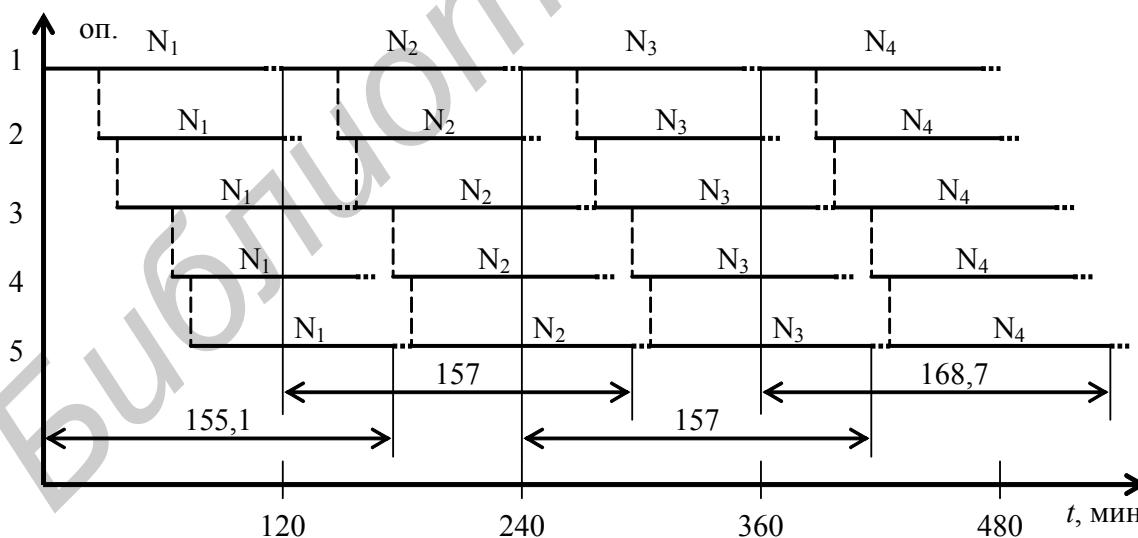 оп.
N₁ N₂ N₃ N₄
1
N₁ N₂ N₃ N₄
2
N₁ N₂ N₃ N₄
3
N₁ N₂ N₃ N₄
4
N₁ N₂ N₃ N₄
5
157 168,7
155,1 157
120 240 360 480 t, мин
Библиот